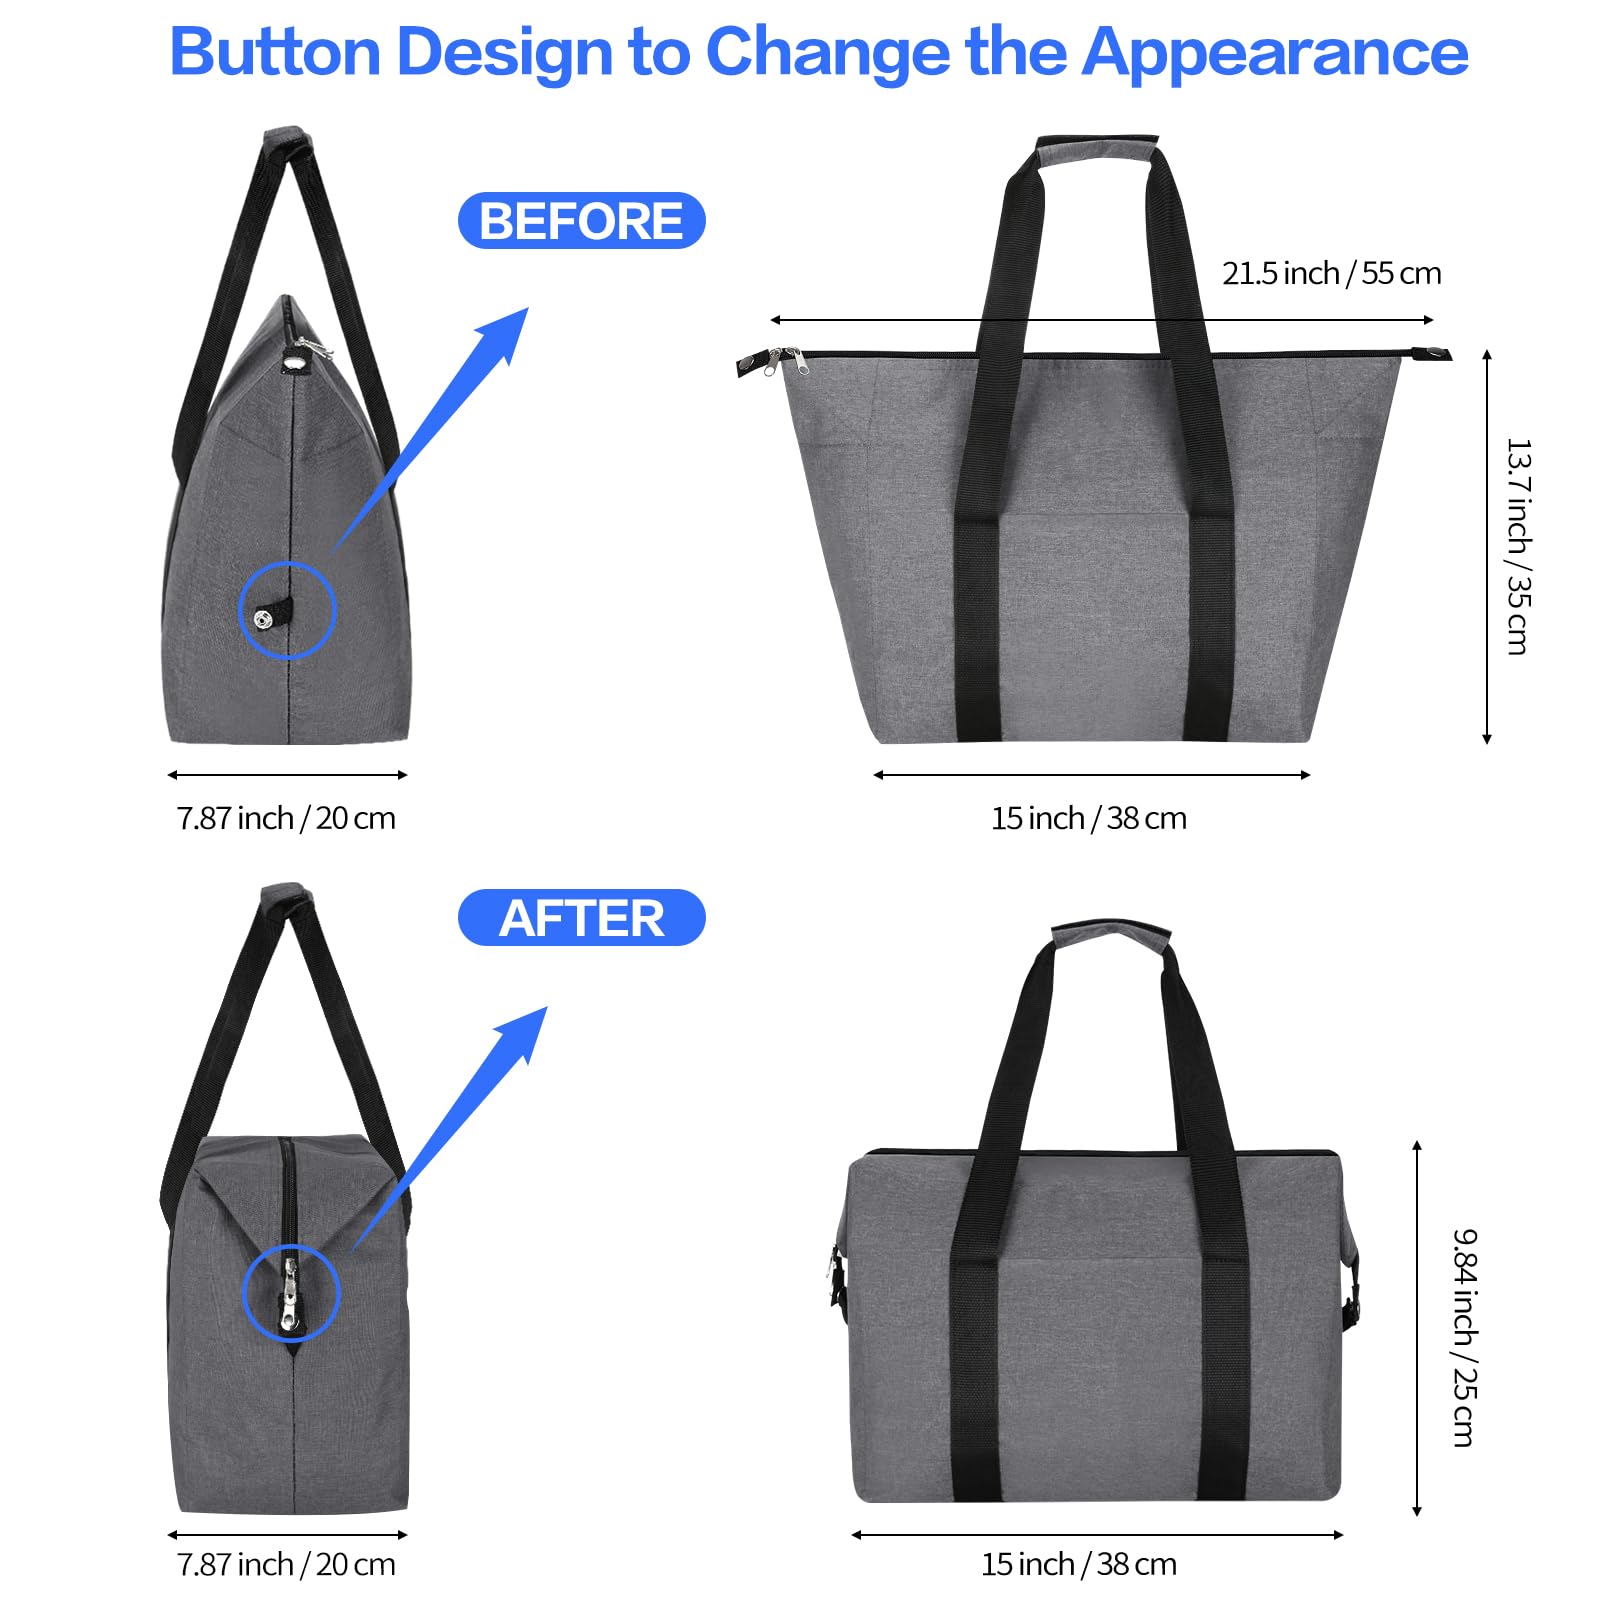 Button Design to Change the Appearance
BEFORE
21.5 inch / 55 cm
13.7 inch / 35 cm
7.87 inch / 20 cm
15 inch / 38 cm
AFTER
9.84 inch / 25 cm
7.87 inch / 20 cm
15 inch / 38 cm